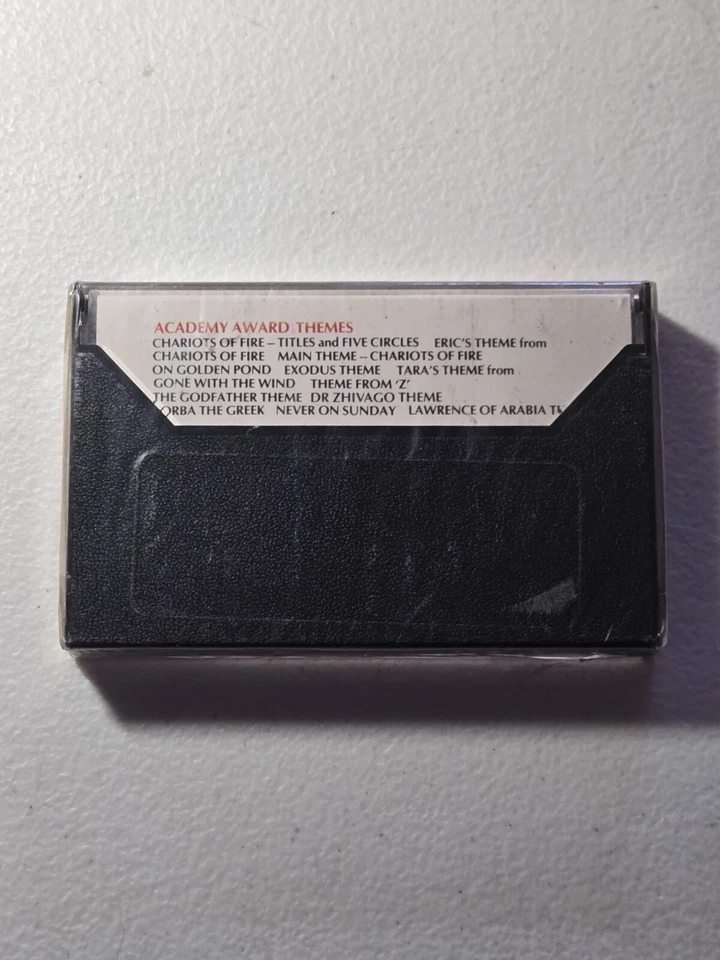 ACADEMY AWARD THEMES
CHARIOTS OF FIRE – TITLES and FIVE CIRCLES ERIC'S THEME from
CHARIOTS OF FIRE MAIN THEME – CHARIOTS OF FIRE
ON GOLDEN POND EXODUS THEME TARA'S THEME from
GONE WITH THE WIND THEME FROM 'Z'
THE GODFATHER THEME DR ZHIVAGO THEME
ORBA THE GREEK NEVER ON SUNDAY LAWRENCE OF ARABIA